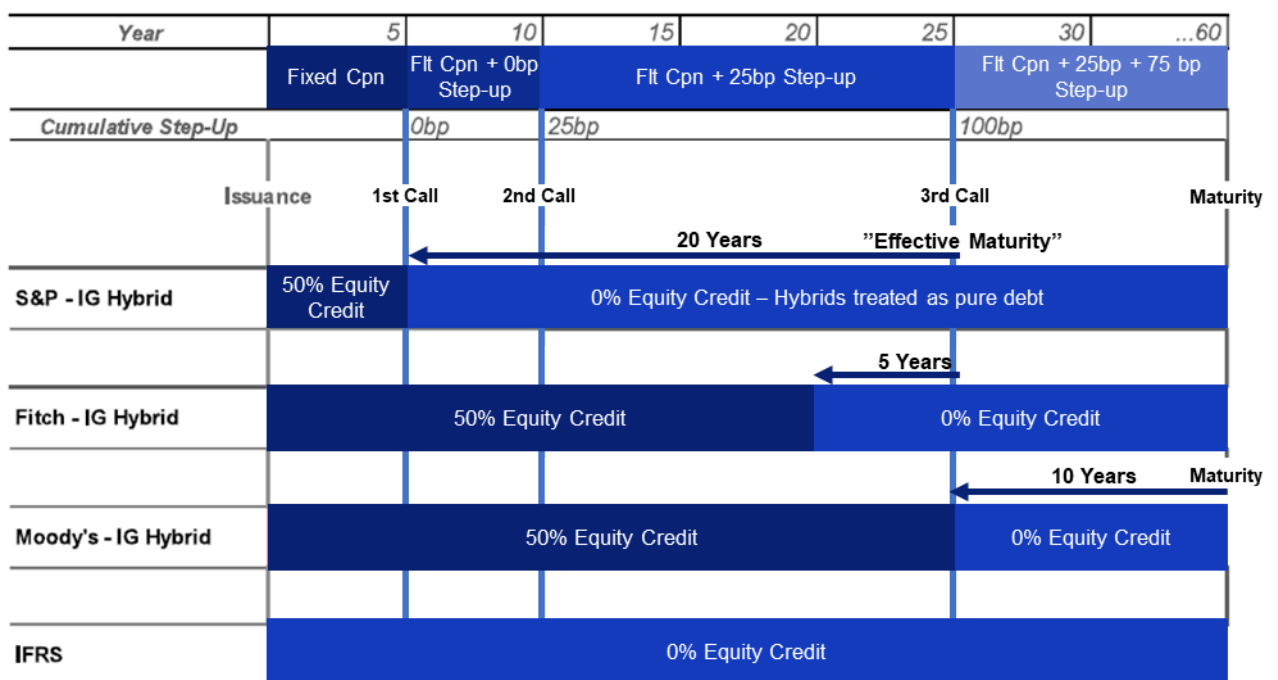 Year 5 10 15 20 25 30 ...60
Fixed Cpn
Flt Cpn + 0bp
Step-up
Flt Cpn + 25bp Step-up
Flt Cpn + 25bp + 75 bp
Step-up
Cumulative Step-Up 0bp 25bp 100bp
Issuance 1st Call 2nd Call 3rd Call Maturity
20 Years "Effective Maturity"
S&P - IG Hybrid
50% Equity
Credit
0% Equity Credit – Hybrids treated as pure debt
5 Years
Fitch - IG Hybrid 50% Equity Credit 0% Equity Credit
10 Years Maturity
Moody's - IG Hybrid 50% Equity Credit 0% Equity Credit
IFRS 0% Equity Credit